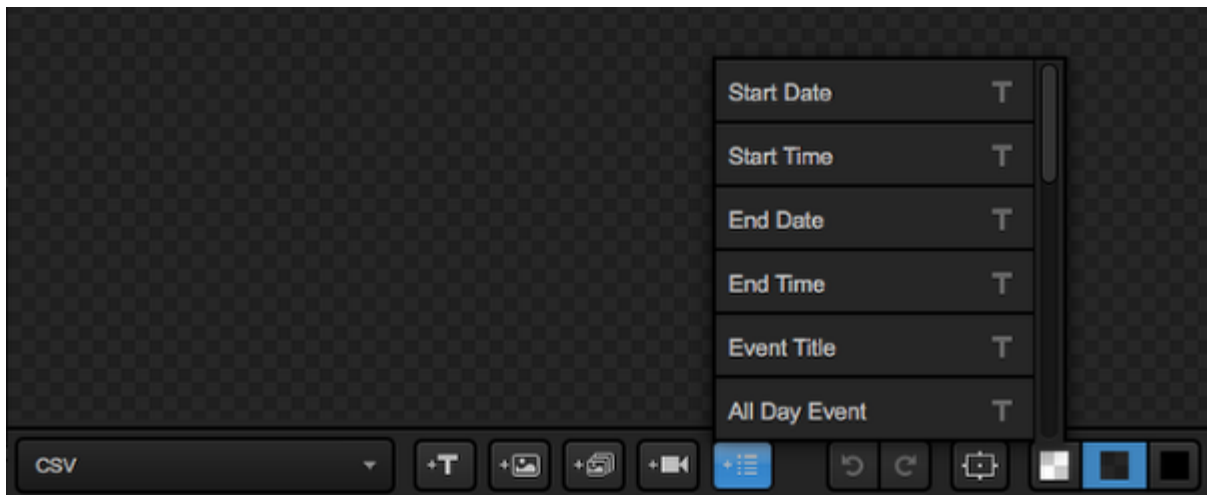 Start Date T
Start Time T
End Date T
End Time T
Event Title T
All Day Event T
CSV +T